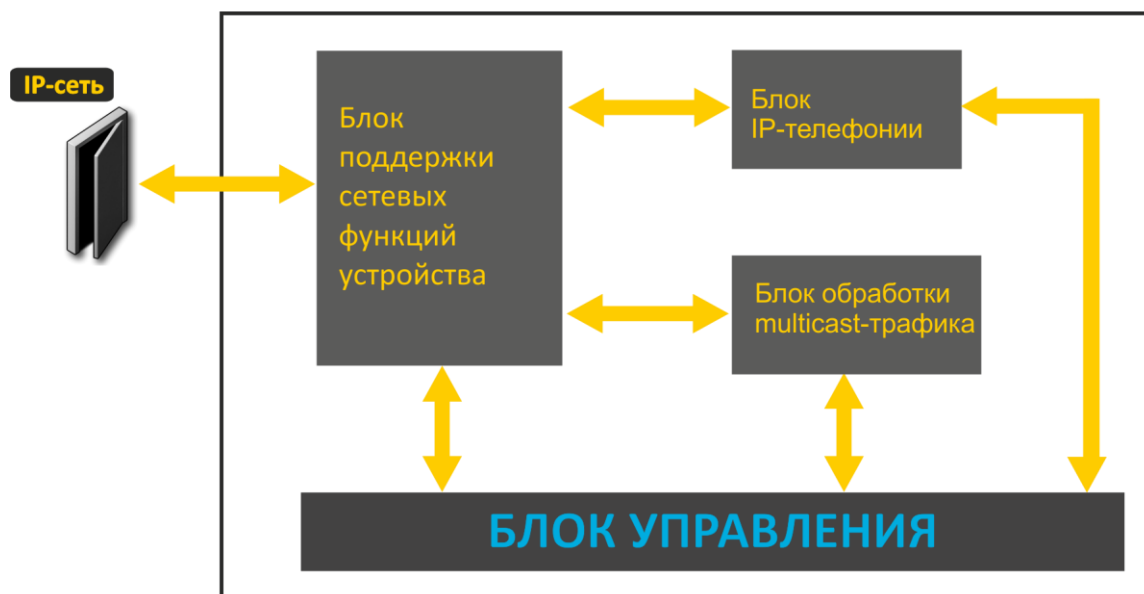 IP-сеть
Блок
поддержки
сетевых
функций
устройства
Блок
IP-телефонии
Блок обработки
multicast-трафика
БЛОК УПРАВЛЕНИЯ